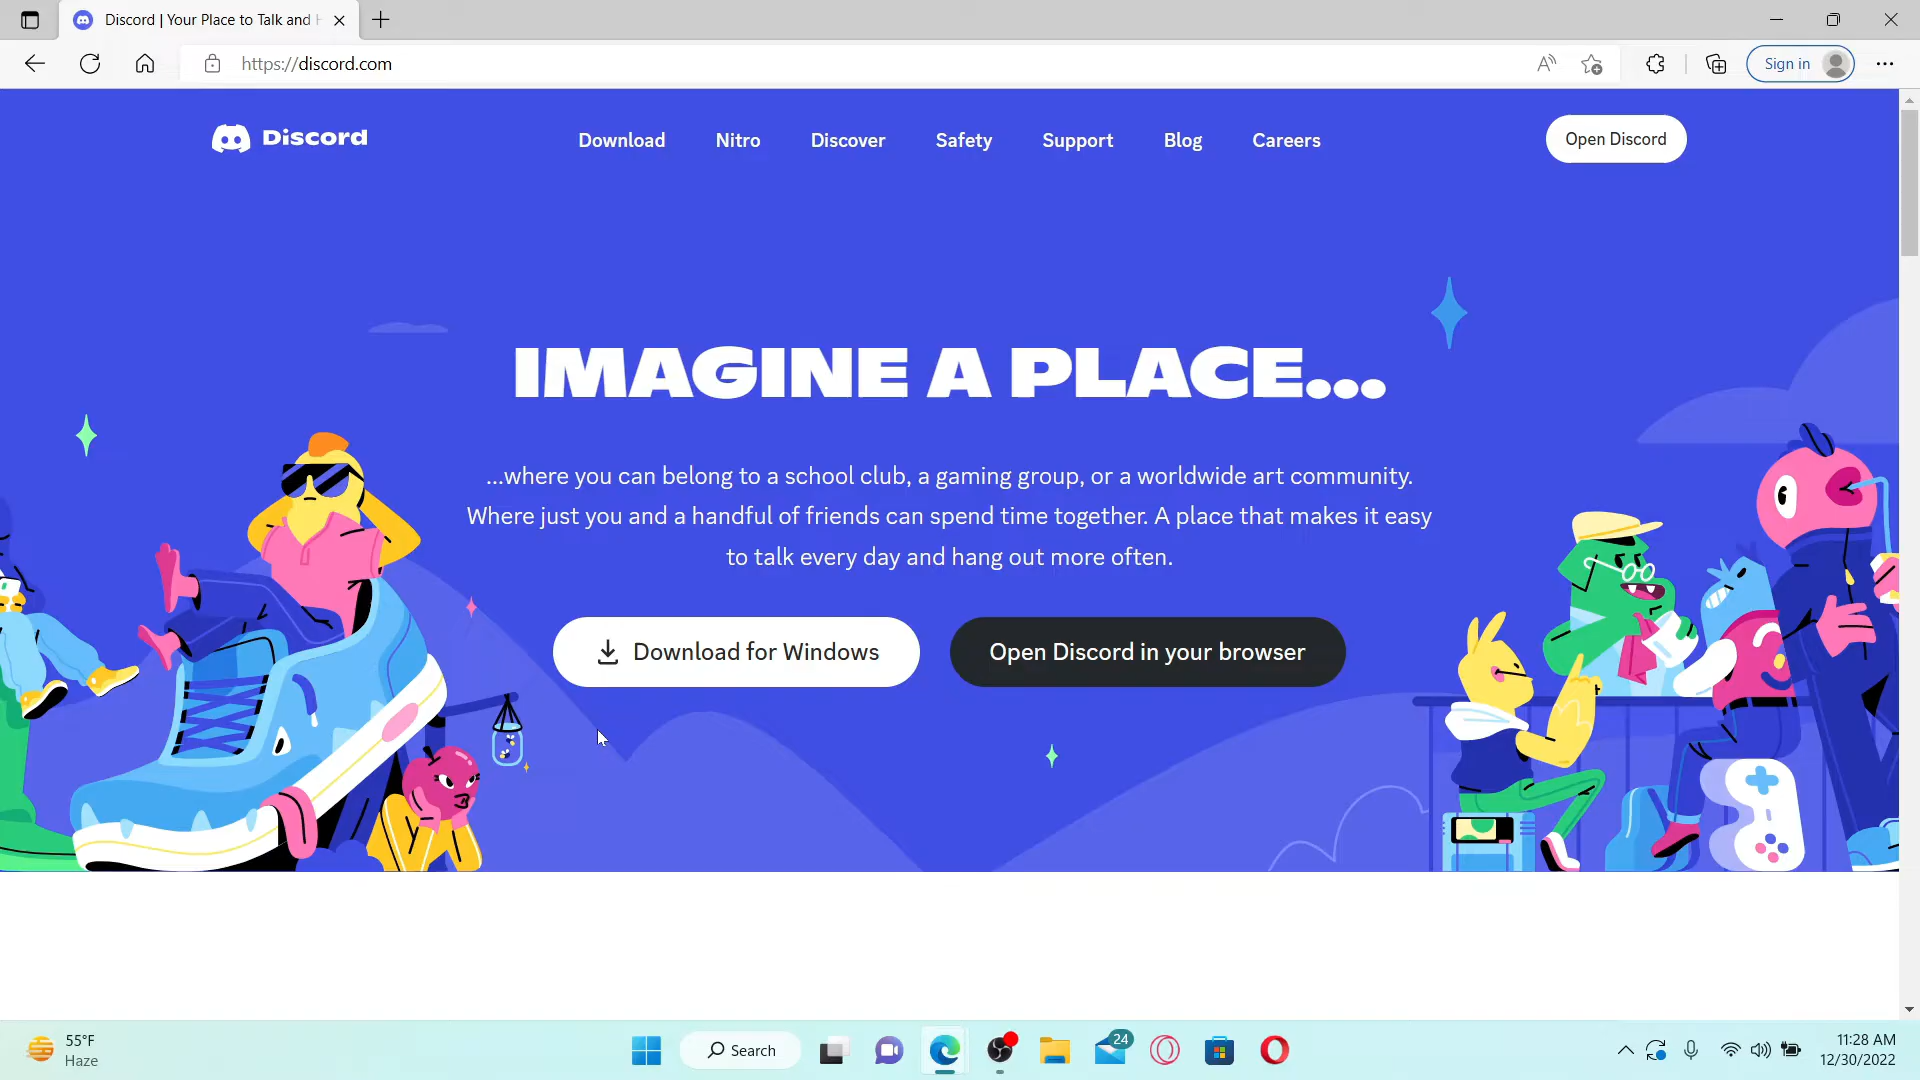 Discord | Your Place to Talk and
https://discord.com
Sign in
Discord
Download
Nitro
Discover
Safety
Support
Blog
Careers
Open Discord
IMAGINE A PLACE...
...where you can belong to a school club, a gaming group, or a worldwide art community.
Where just you and a handful of friends can spend time together. A place that makes it easy
to talk every day and hang out more often.
Download for Windows
Open Discord in your browser
55°F
Haze
Search
24
11:28 AM
12/30/2022